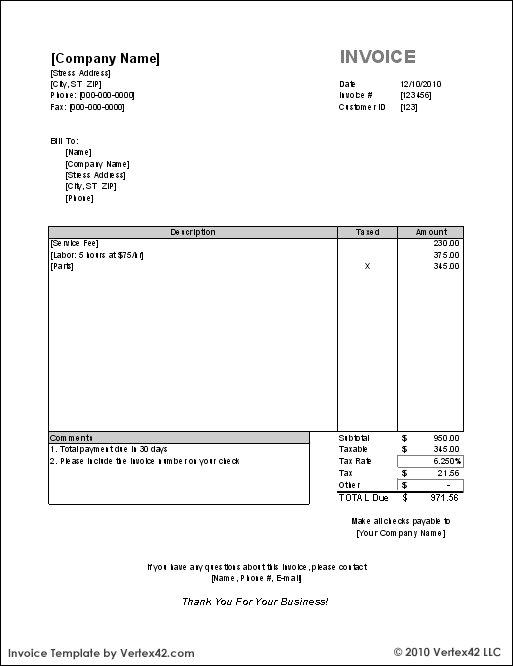 [Company Name]
INVOICE
[Stress Address]
[City, ST ZIP]
Phone: [000-000-0000]
Fax: [000-000-0000]
Date 12/10/2010
Invoice # [123456]
Customer ID [123]
Bill To:
[Name]
[Company Name]
[Stress Address]
[City, ST ZIP]
[Phone]
Description Taxed Amount
[Service Fee] 230.00
[Labor: 5 hours at $75/hr] 375.00
[Parts] X 345.00
Comments
1. Total payment due in 30 days
2. Please include the invoice number on your check
Subtotal $ 950.00
Taxable $ 345.00
Tax Rate 6.250%
Tax $ 21.56
Other $ -
TOTAL Due $ 971.56
Make all checks payable to
[Your Company Name]
If you have any questions about this invoice, please contact
[Name, Phone #, E-mail]
Thank You For Your Business!
Invoice Template by Vertex42.com
© 2010 Vertex42 LLC